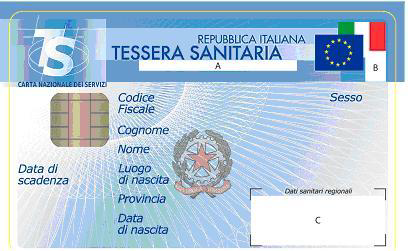 REPUBBLICA ITALIANA
TS TESSERA SANITARIA
A
B
CARTA NAZIONALE DEI SERVIZI
Codice
Fiscale
Sesso
Cognome
Nome
Data di
scadenza
Luogo
di nascita
Provincia
Dati sanitari regionali
Data
di nascita
C